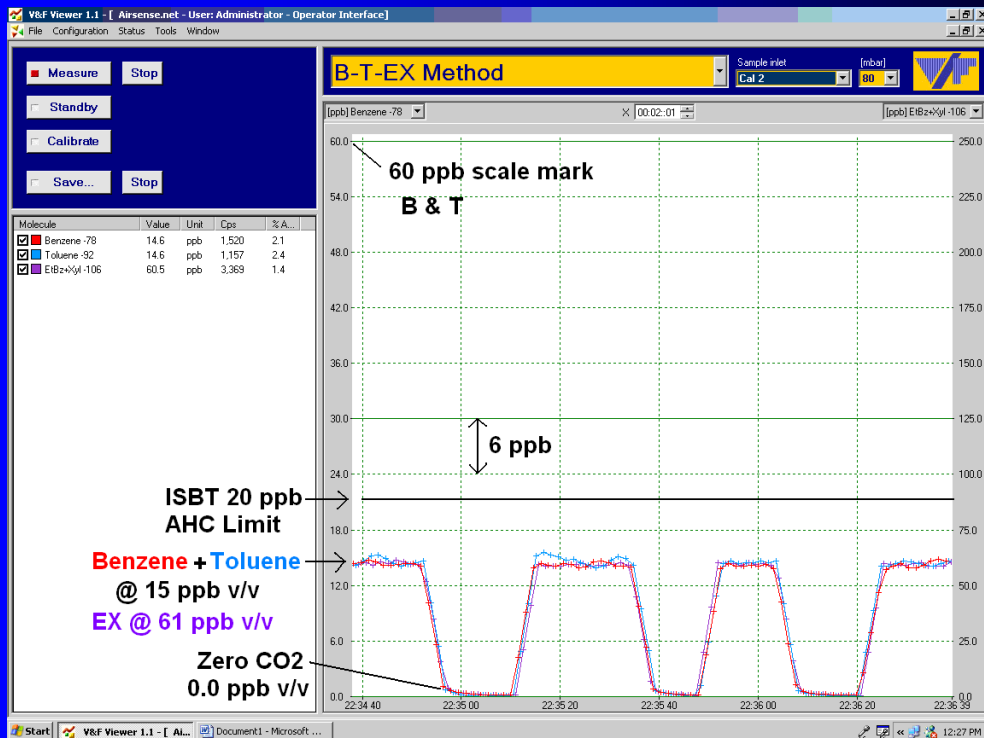 V&F Viewer 1.1 - [ Airsense.net - User: Administrator - Operator Interface]
File Configuration Status Tools Window
Measure Stop
Standby
Calibrate
Save... Stop
B-T-EX Method
Sample inlet [mbar]
Cal 2 80
[ppb] Benzene -78 X 00:02::01 [ppb] EtBz+Xyl -106
Molecule Value Unit Cps % A...
Benzene -78 14.6 ppb 1,520 2.1
Toluene -92 14.6 ppb 1,157 2.4
EtBz+Xyl -106 60.5 ppb 3,369 1.4
60.0 250.0
60 ppb scale mark
54.0 225.0
B & T
48.0 200.0
42.0 175.0
36.0 150.0
30.0 125.0
6 ppb
24.0 100.0
ISBT 20 ppb
AHC Limit
18.0 75.0
Benzene + Toluene
@ 15 ppb v/v
12.0 50.0
EX @ 61 ppb v/v
6.0 25.0
Zero CO2
0.0 ppb v/v
0.0 0.0
22:34 40 22:35 00 22:35 20 22:35 40 22:36 00 22:36 20 22:36 39
Start V&F Viewer 1.1 - [ Ai... Document1 - Microsoft ... 12:27 PM